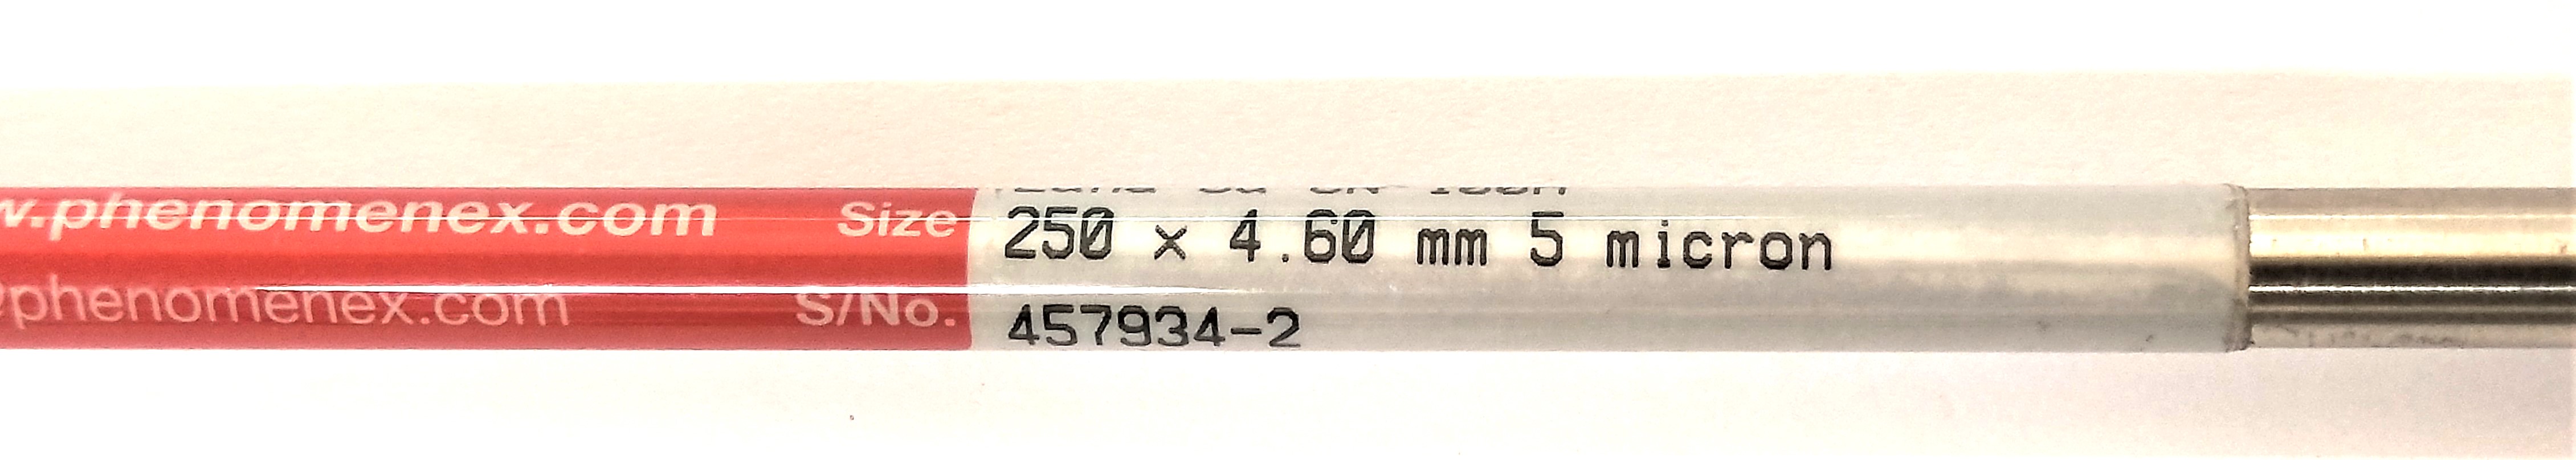 w.phenomenex.com Size 250 x 4.60 mm 5 micron
@phenomenex.com S/No. 457934-2